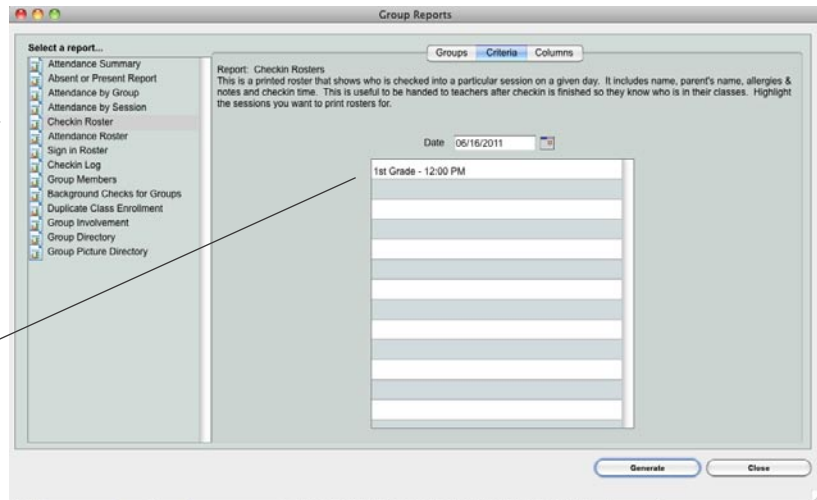 Group Reports
Select a report...
Attendance Summary
Absent or Present Report
Attendance by Group
Attendance by Session
Checkin Roster
Attendance Roster
Sign in Roster
Checkin Log
Group Members
Background Checks for Groups
Duplicate Class Enrollment
Group Involvement
Group Directory
Group Picture Directory
Groups Criteria Columns
Report: Checkin Rosters
This is a printed roster that shows who is checked into a particular session on a given day. It includes name, parent's name, allergies &
notes and checkin time. This is useful to be handed to teachers after checkin is finished so they know who is in their classes. Highlight
the sessions you want to print rosters for.
Date 06/16/2011
1st Grade - 12:00 PM
Generate Close